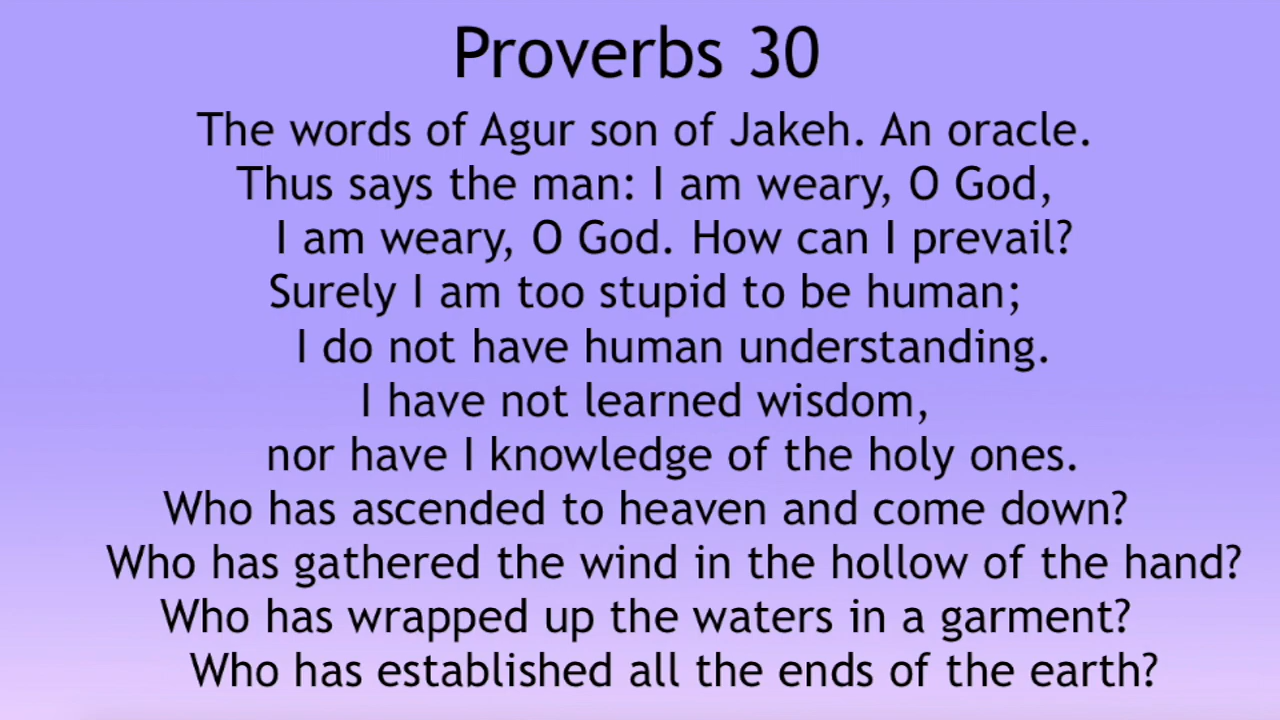 Proverbs 30
The words of Agur son of Jakeh. An oracle.
Thus says the man: I am weary, O God,
I am weary, O God. How can I prevail?
Surely I am too stupid to be human;
I do not have human understanding.
I have not learned wisdom,
nor have I knowledge of the holy ones.
Who has ascended to heaven and come down?
Who has gathered the wind in the hollow of the hand?
Who has wrapped up the waters in a garment?
Who has established all the ends of the earth?